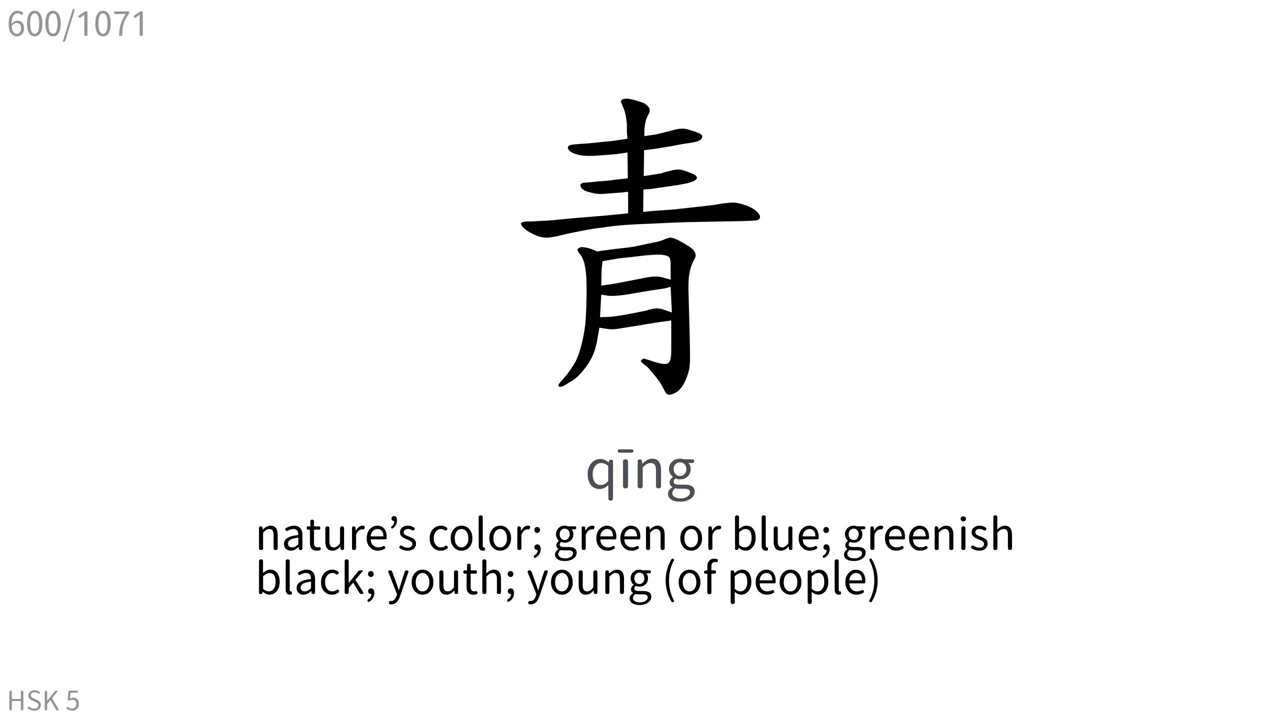 600/1071
青
qīng
nature’s color; green or blue; greenish
black; youth; young (of people)
HSK 5